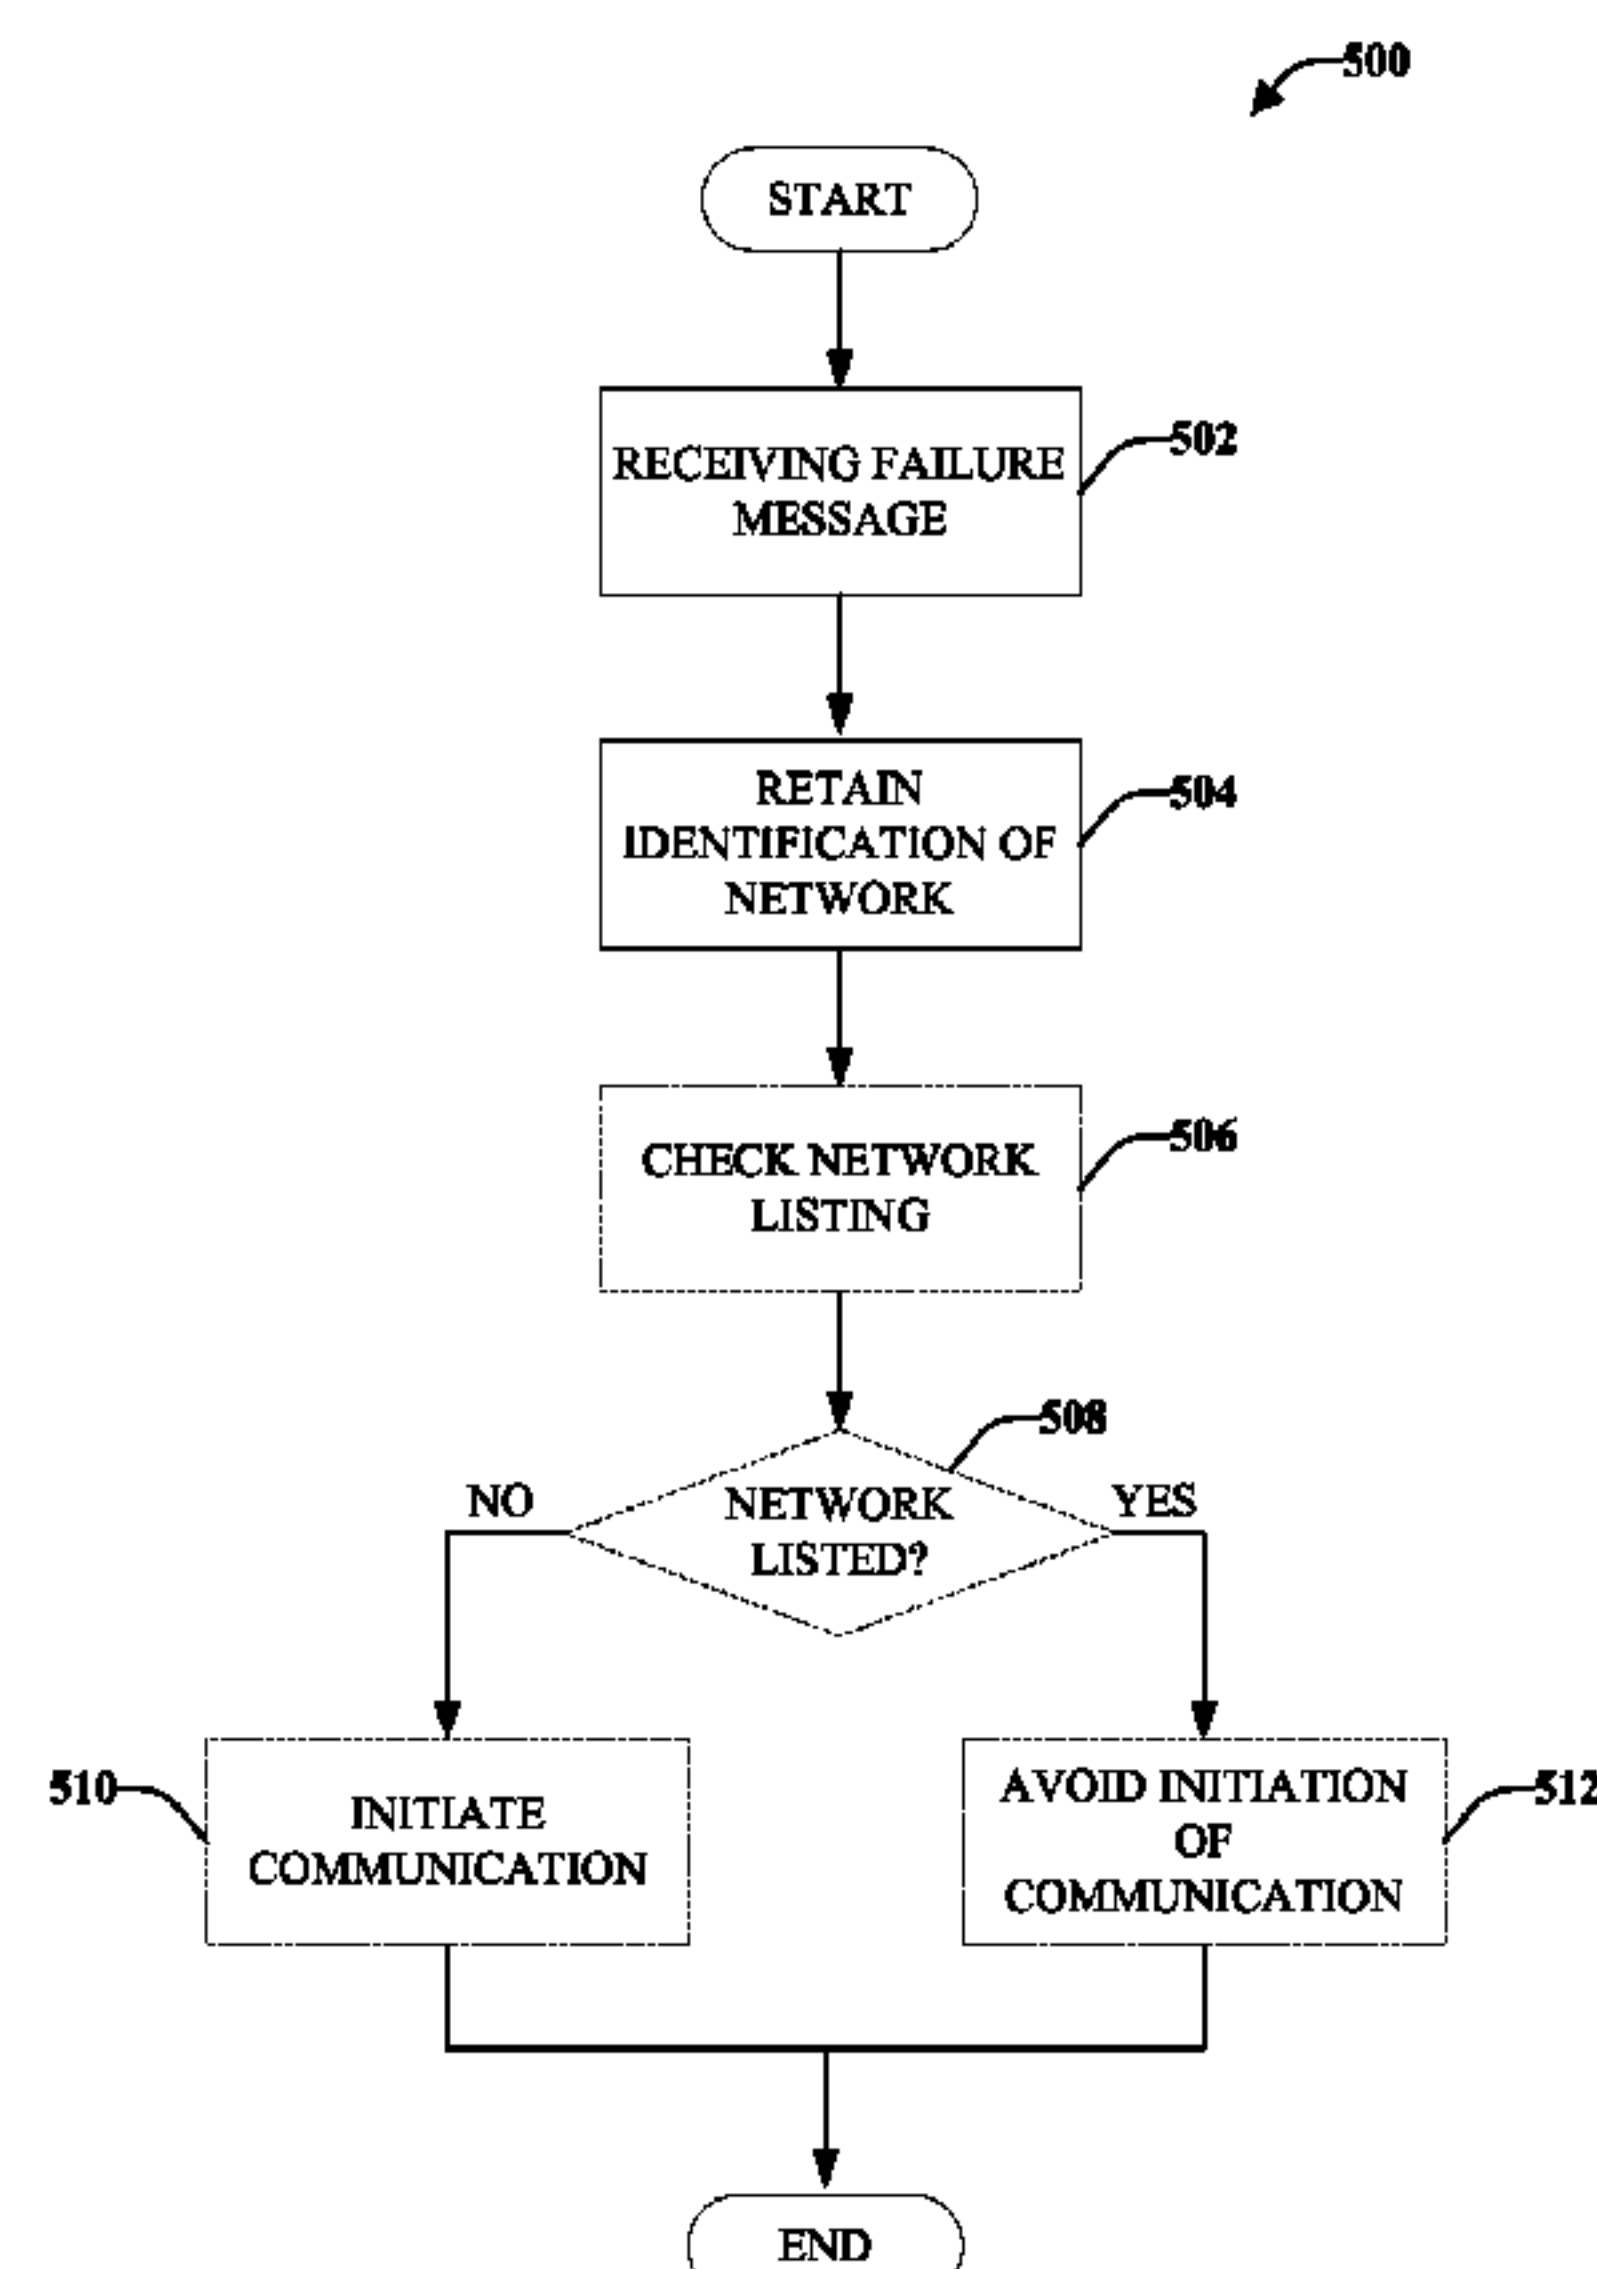 500
START
RECEIVING FAILURE
MESSAGE
502
RETAIN
IDENTIFICATION OF
NETWORK
504
CHECK NETWORK
LISTING
506
508
NO
NETWORK
LISTED?
YES
510
INITIATE
COMMUNICATION
AVOID INITIATION
OF
COMMUNICATION
512
END